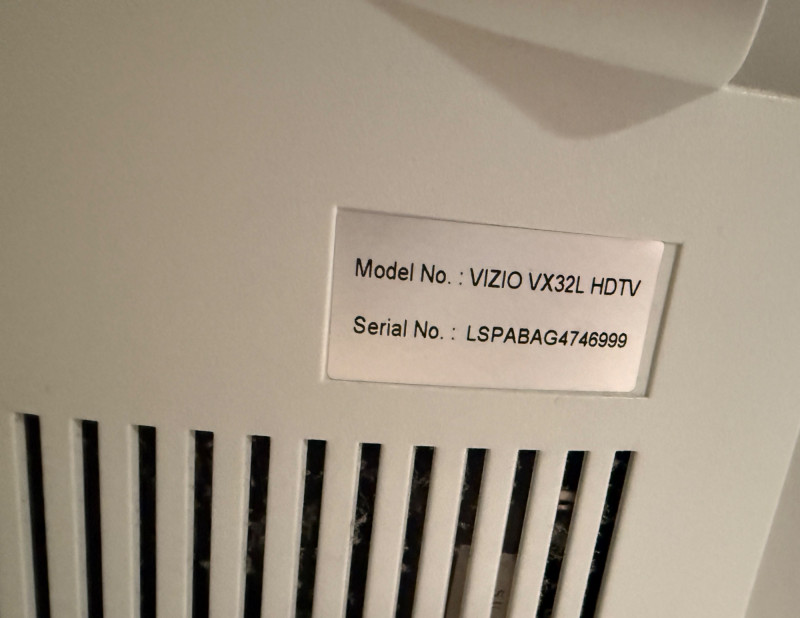 Model No. : VIZIO VX32L HDTV
Serial No. : LSPABAG4746999